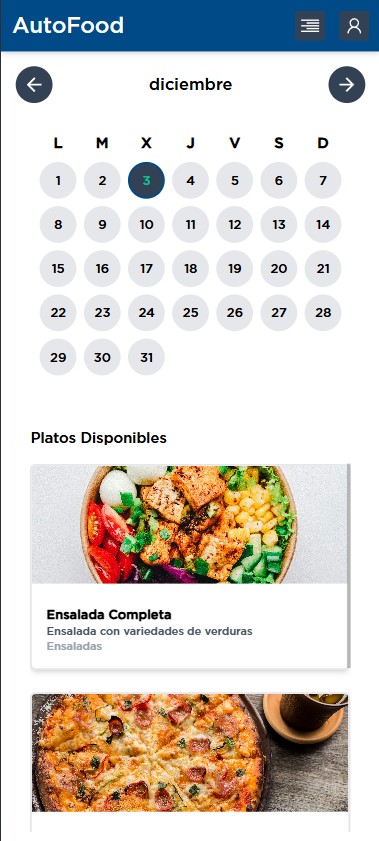 AutoFood
diciembre
L M X J V S D
1 2 3 4 5 6 7
8 9 10 11 12 13 14
15 16 17 18 19 20 21
22 23 24 25 26 27 28
29 30 31
Platos Disponibles
Ensalada Completa
Ensalada con variedades de verduras
Ensaladas